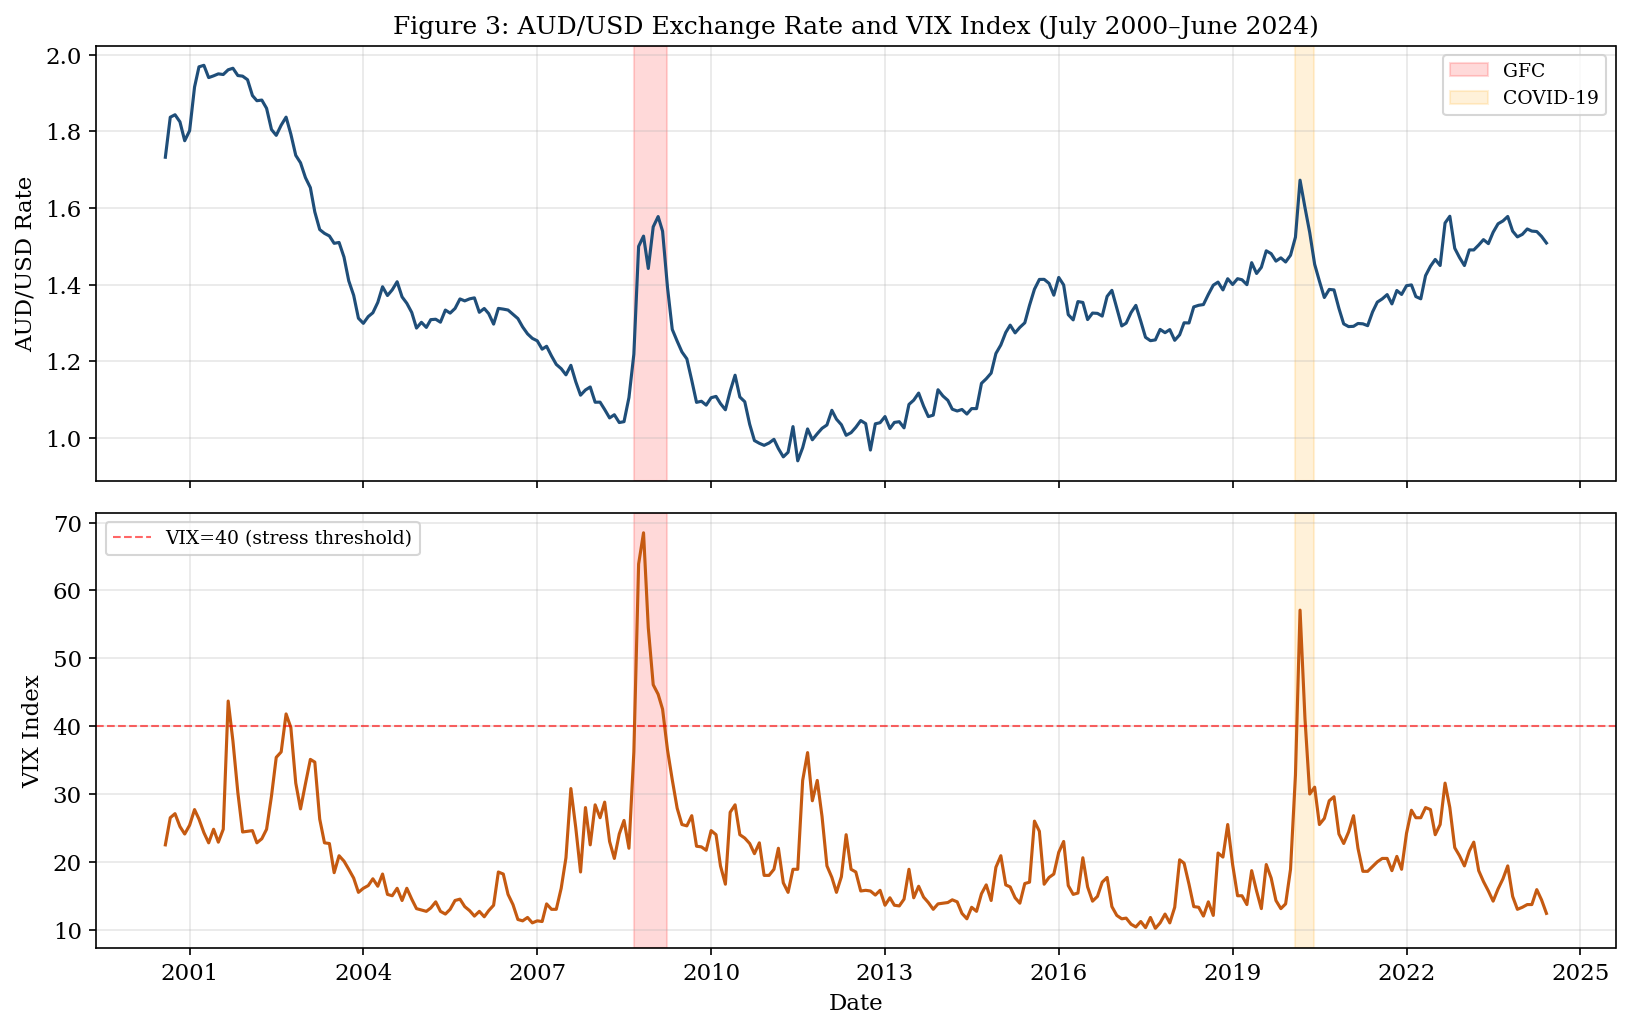 Figure 3: AUD/USD Exchange Rate and VIX Index (July 2000–June 2024)
AUD/USD Rate
2.0
1.8
1.6
1.4
1.2
1.0
GFC
COVID-19
VIX Index
70
60
50
40
30
20
10
VIX=40 (stress threshold)
2001 2004 2007 2010 2013 2016 2019 2022 2025
Date